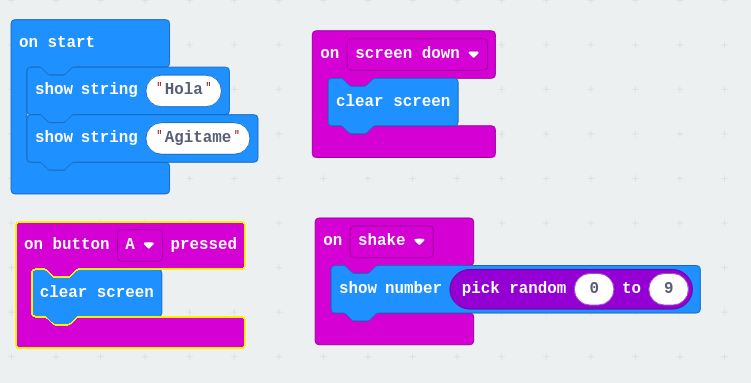 on start
show string "Hola"
show string "Agitame"
on screen down
clear screen
on button A pressed
clear screen
on shake
show number pick random 0 to 9